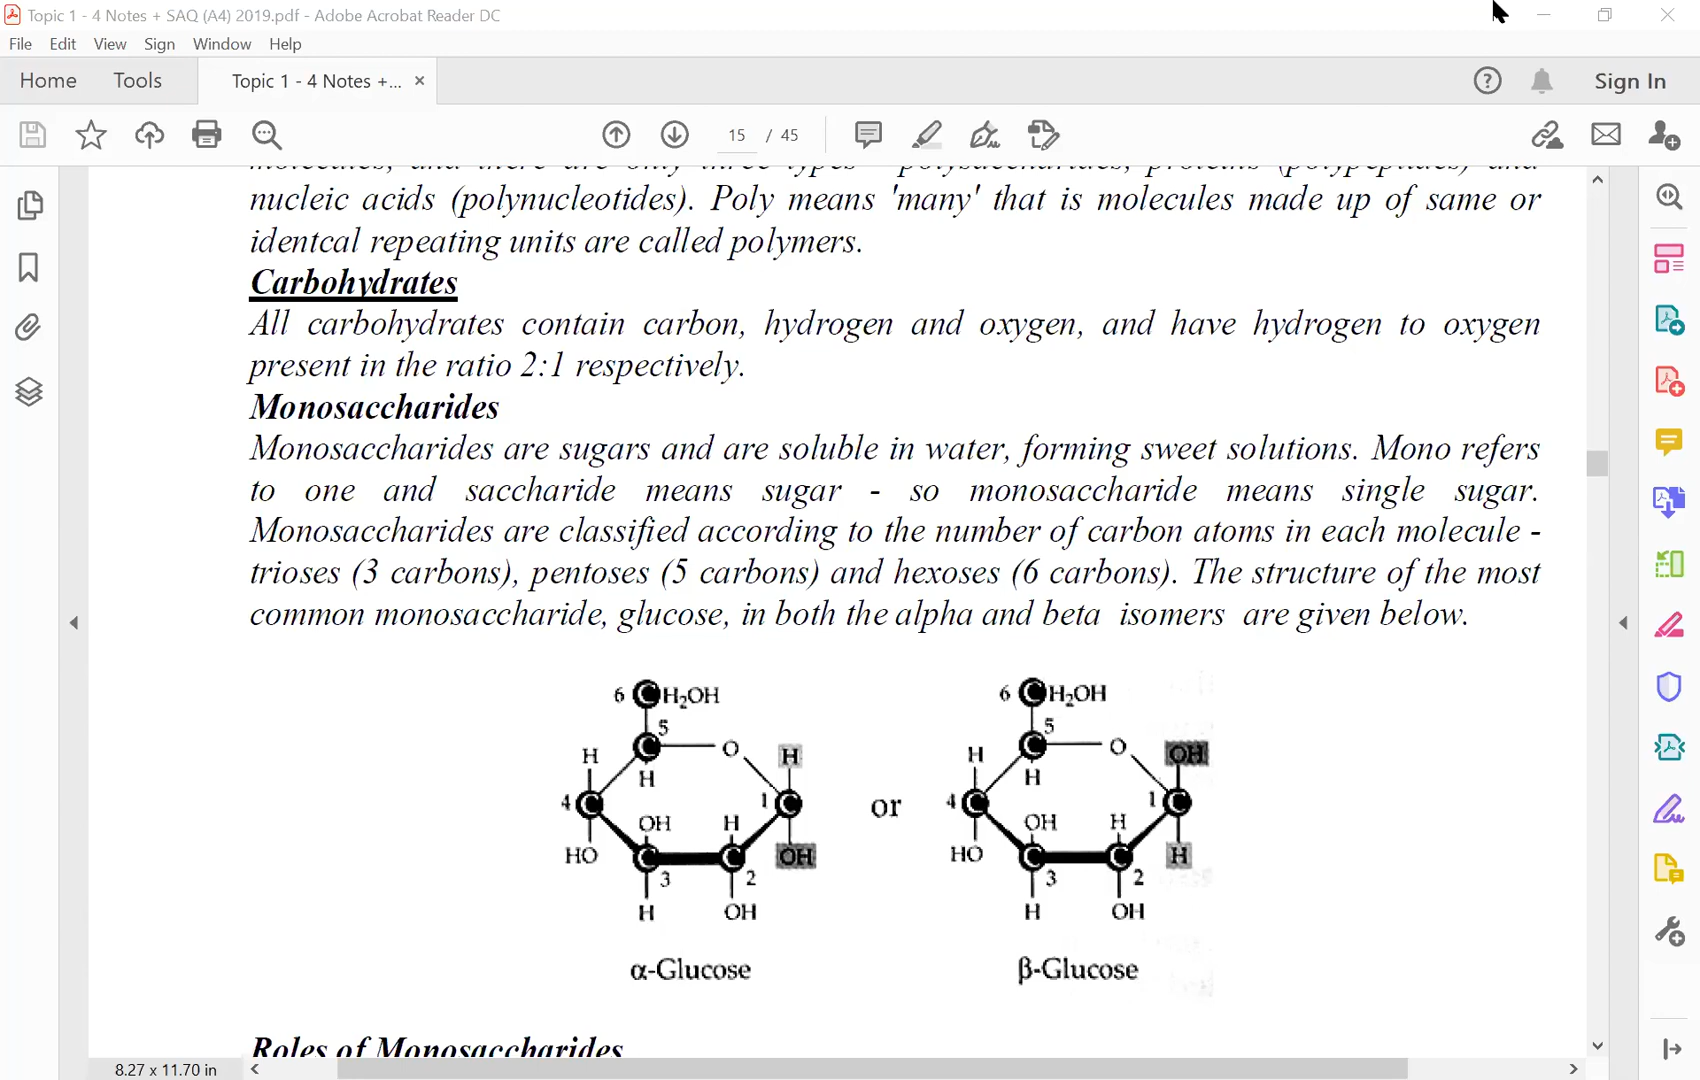 Topic 1 - 4 Notes + SAQ (A4) 2019.pdf - Adobe Acrobat Reader DC
File Edit View Sign Window Help
Home Tools Topic 1 - 4 Notes +... × Sign In
15 / 45
molecules, and there are only three types - polysaccharides, proteins (polypeptides) and
nucleic acids (polynucleotides). Poly means 'many' that is molecules made up of same or
identcal repeating units are called polymers.
Carbohydrates
All carbohydrates contain carbon, hydrogen and oxygen, and have hydrogen to oxygen
present in the ratio 2:1 respectively.
Monosaccharides
Monosaccharides are sugars and are soluble in water, forming sweet solutions. Mono refers
to one and saccharide means sugar - so monosaccharide means single sugar.
Monosaccharides are classified according to the number of carbon atoms in each molecule -
trioses (3 carbons), pentoses (5 carbons) and hexoses (6 carbons). The structure of the most
common monosaccharide, glucose, in both the alpha and beta isomers are given below.
6 CH₂OH 6 CH₂OH
5 5
H C O H H C O OH
H H
4 C 1 C or 4 C 1 C
OH H OH H
HO C C OH HO C C H
3 2 3 2
H OH H OH
α-Glucose β-Glucose
Roles of Monosaccharides
8.27 x 11.70 in